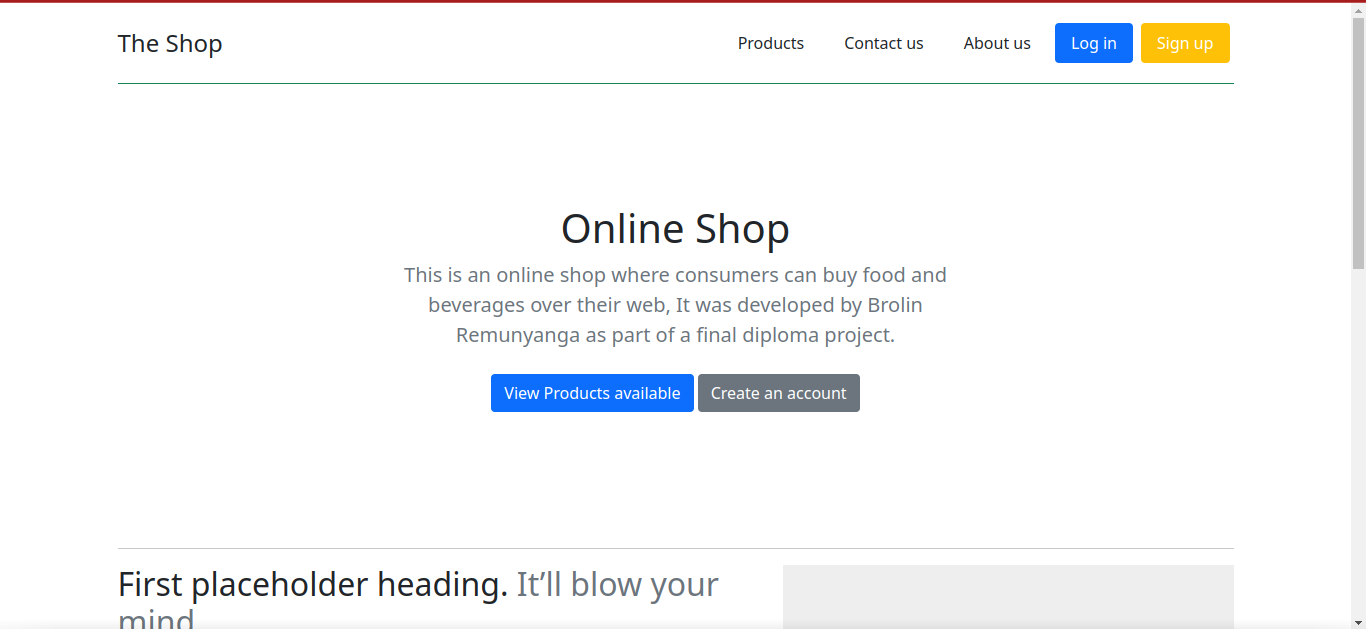 The Shop
Products
Contact us
About us
Log in
Sign up
Online Shop
This is an online shop where consumers can buy food and
beverages over their web, It was developed by Brolin
Remunyanga as part of a final diploma project.
View Products available
Create an account
First placeholder heading. It’ll blow your
mind